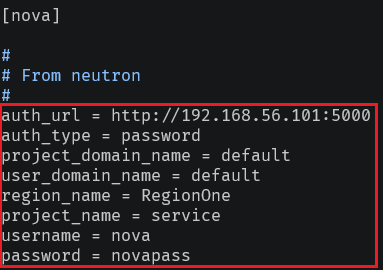 [nova]
#
# From neutron
#
auth_url = http://192.168.56.101:5000
auth_type = password
project_domain_name = default
user_domain_name = default
region_name = RegionOne
project_name = service
username = nova
password = novapass